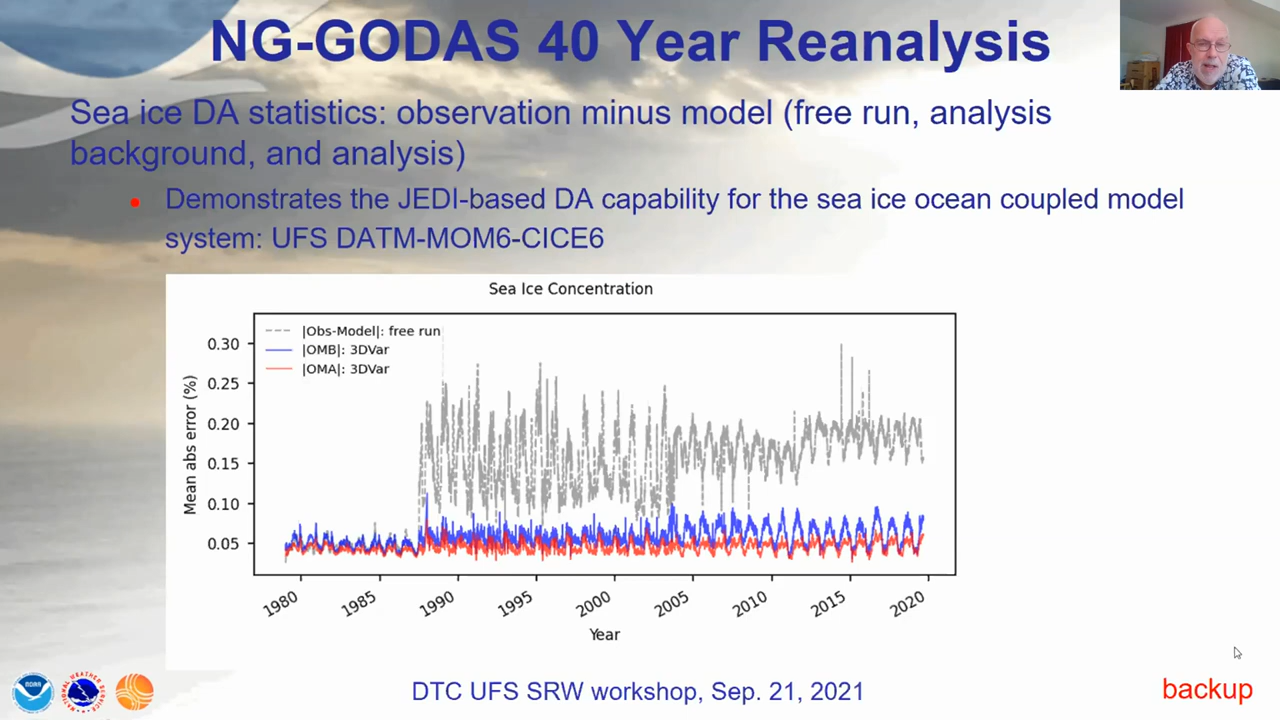 NG-GODAS 40 Year Reanalysis
Sea ice DA statistics: observation minus model (free run, analysis
background, and analysis)
Demonstrates the JEDI-based DA capability for the sea ice ocean coupled model
system: UFS DATM-MOM6-CICE6
Sea Ice Concentration
|Obs-Model|: free run
|OMB|: 3DVar
|OMA|: 3DVar
Mean abs error (%)
0.30
0.25
0.20
0.15
0.10
0.05
1980 1985 1990 1995 2000 2005 2010 2015 2020
Year
NOAA
NATIONAL WEATHER SERVICE
DTC UFS SRW workshop, Sep. 21, 2021
backup